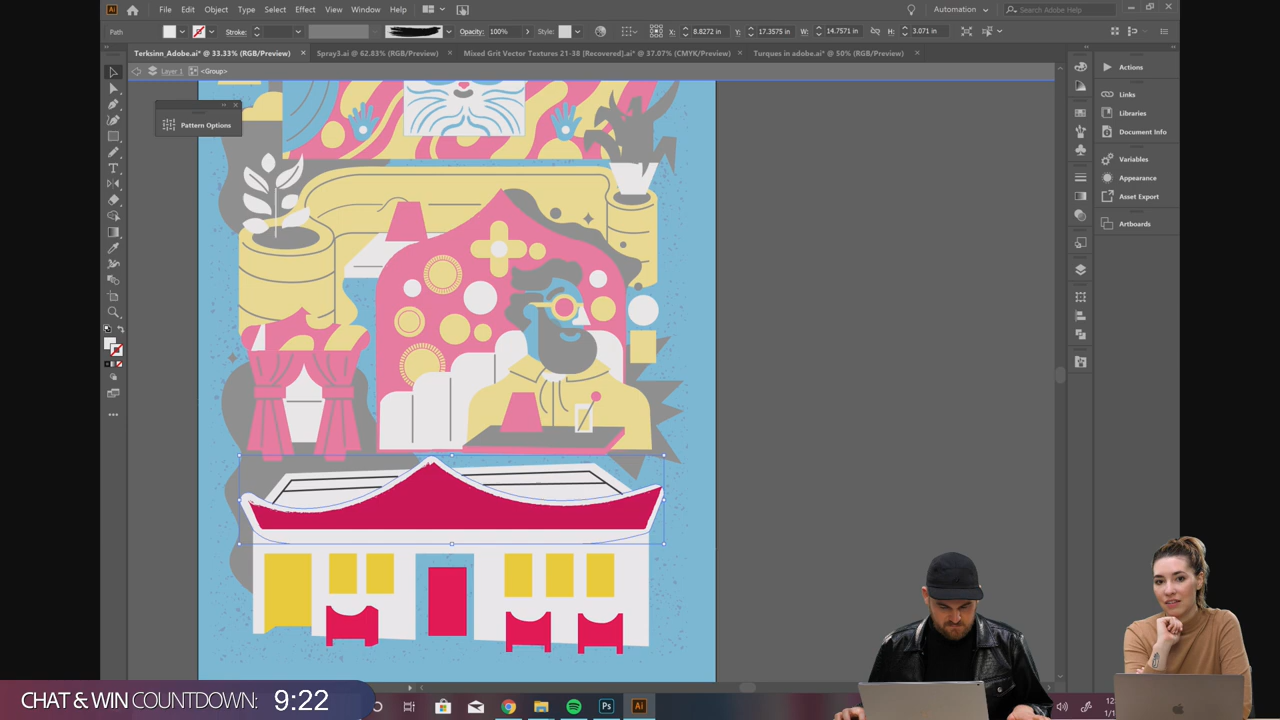 Ai File Edit Object Type Select Effect View Window Help Automation Search Adobe Help
Path Stroke: Opacity: 100% Style: X: 8.8272 in Y: 17.3575 in W: 14.7571 in H: 3.071 in
Terksinn_Adobe.ai* @ 33.33% (RGB/Preview) × Spray3.ai @ 62.83% (RGB/Preview) × Mixed Grit Vector Textures 21-38 [Recovered].ai* @ 37.07% (CMYK/Preview) × Turques in adobe.ai* @ 50% (RGB/Preview) ×
Layer 1 <Group>
Pattern Options
Actions
Links
Libraries
Document Info
Variables
Appearance
Asset Export
Artboards
CHAT & WIN COUNTDOWN: 9:22
Ps Ai